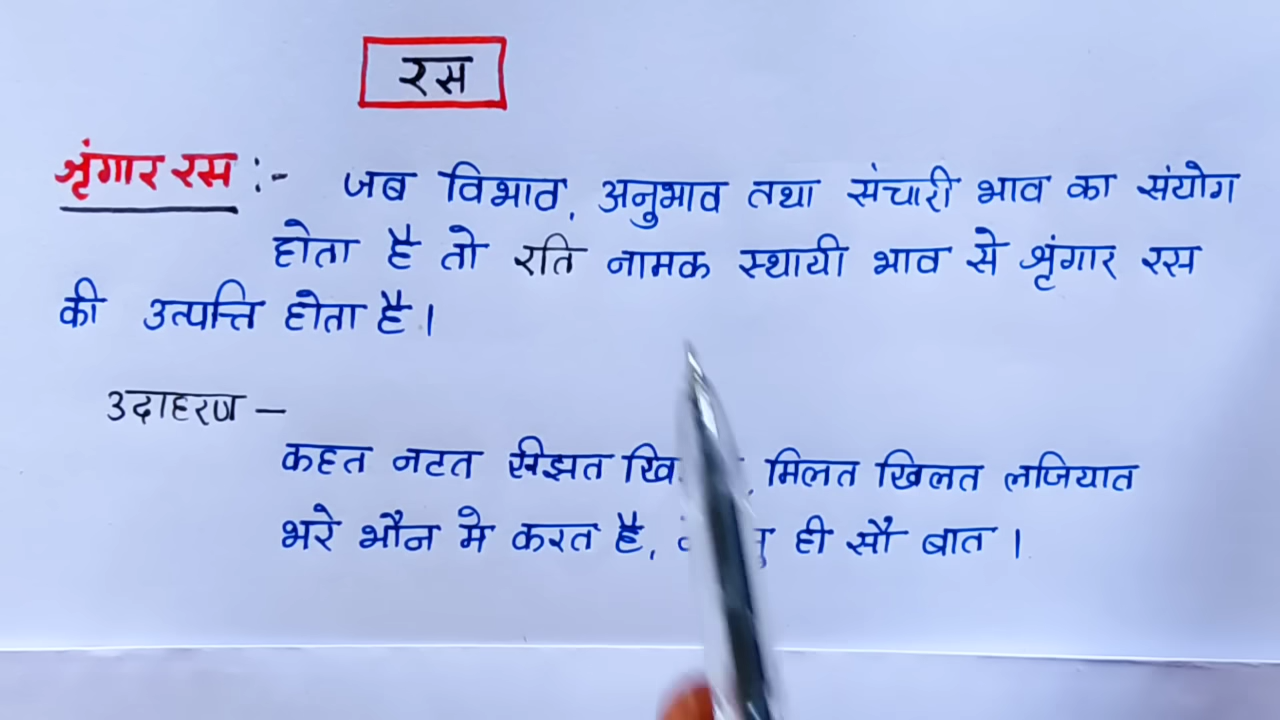 रस
शृंगार रस :- जब विभाव, अनुभाव तथा संचारी भाव का संयोग
होता है तो रति नामक स्थायी भाव से शृंगार रस
की उत्पत्ति होता है।
उदाहरण –
कहत नटत रीझत मिलत खिलत लजियात
भरे भौन मे करत है, ही सौ बात ।